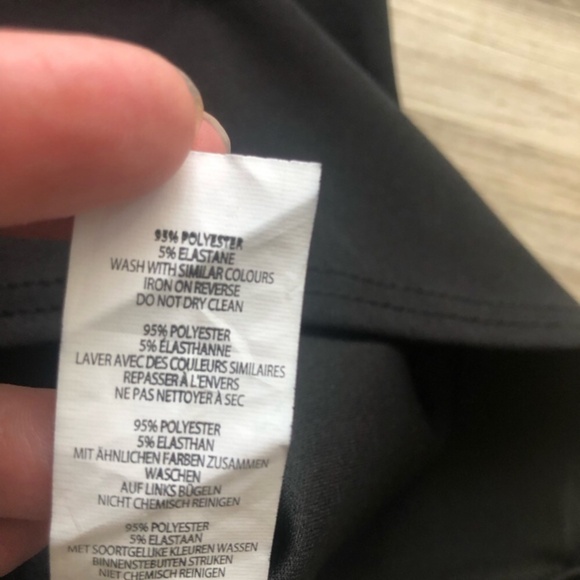 95% POLYESTER
5% ELASTANE
WASH WITH SIMILAR COLOURS
IRON ON REVERSE
DO NOT DRY CLEAN
95% POLYESTER
5% ELASTHANNE
LAVER AVEC DES COULEURS SIMILAIRES
REPASSER À L'ENVERS
NE PAS NETTOYER À SEC
95% POLYESTER
5% ELASTHAN
MIT ÄHNLICHEN FARBEN ZUSAMMEN
WASCHEN
AUF LINKS BÜGELN
NICHT CHEMISCH REINIGEN
95% POLYESTER
5% ELASTAAN
MET SOORTGELIJKE KLEUREN WASSEN
BINNENSTEBUITEN STRIJKEN
NIET CHEMISCH REINIGEN